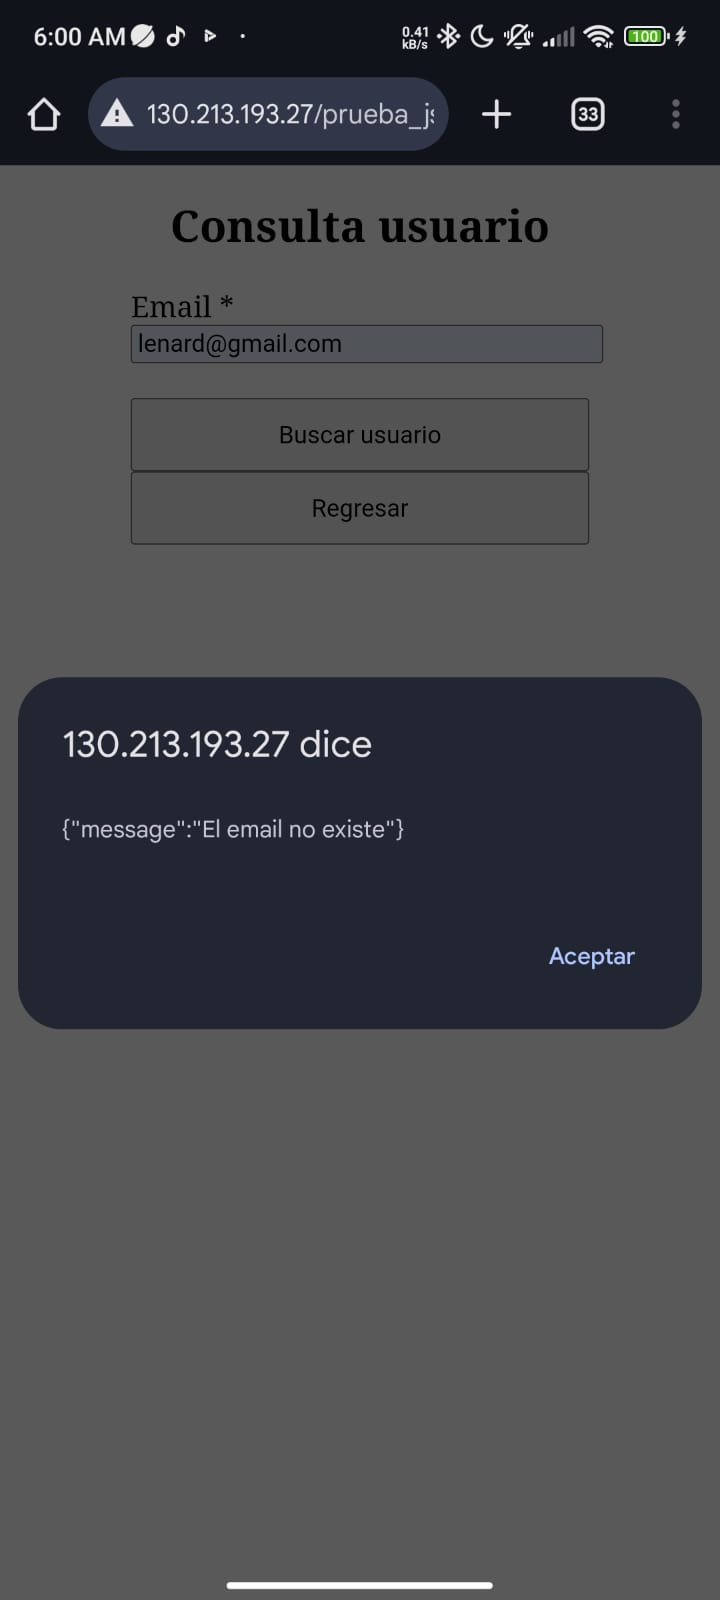 6:00 AM
0.41
kB/s
100
130.213.193.27/prueba_js
33
Consulta usuario
Email *
lenard@gmail.com
Buscar usuario
Regresar
130.213.193.27 dice
{"message":"El email no existe"}
Aceptar